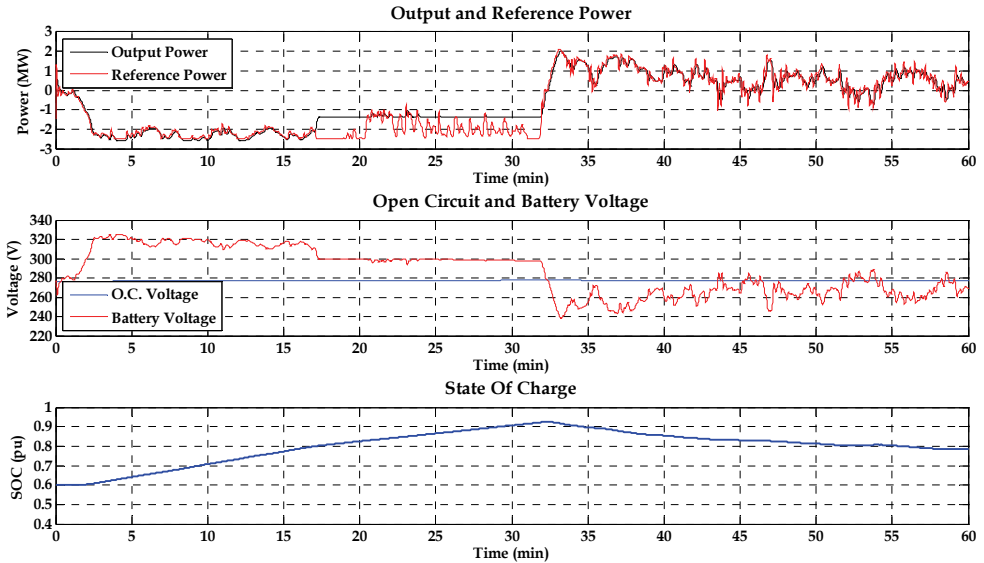 Output and Reference Power
Power (MW)
3
2
1
0
-1
-2
-3
Output Power
Reference Power
0 5 10 15 20 25 30 35 40 45 50 55 60
Time (min)
Open Circuit and Battery Voltage
Voltage (V)
340
320
300
280
260
240
220
O.C. Voltage
Battery Voltage
0 5 10 15 20 25 30 35 40 45 50 55 60
Time (min)
State Of Charge
SOC (pu)
1
0.9
0.8
0.7
0.6
0.5
0.4
0 5 10 15 20 25 30 35 40 45 50 55 60
Time (min)